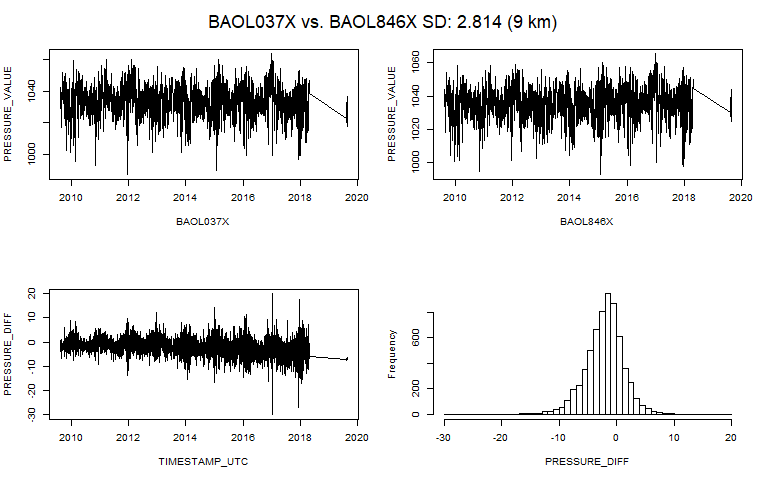 BAOL037X vs. BAOL846X SD: 2.814 (9 km)
PRESSURE_VALUE
1000
1040
2010 2012 2014 2016 2018 2020
BAOL037X
PRESSURE_VALUE
1000
1020
1040
1060
2010 2012 2014 2016 2018 2020
BAOL846X
PRESSURE_DIFF
-30
-20
-10
0
10
20
2010 2012 2014 2016 2018 2020
TIMESTAMP_UTC
Frequency
0
200
600
-30 -20 -10 0 10 20
PRESSURE_DIFF